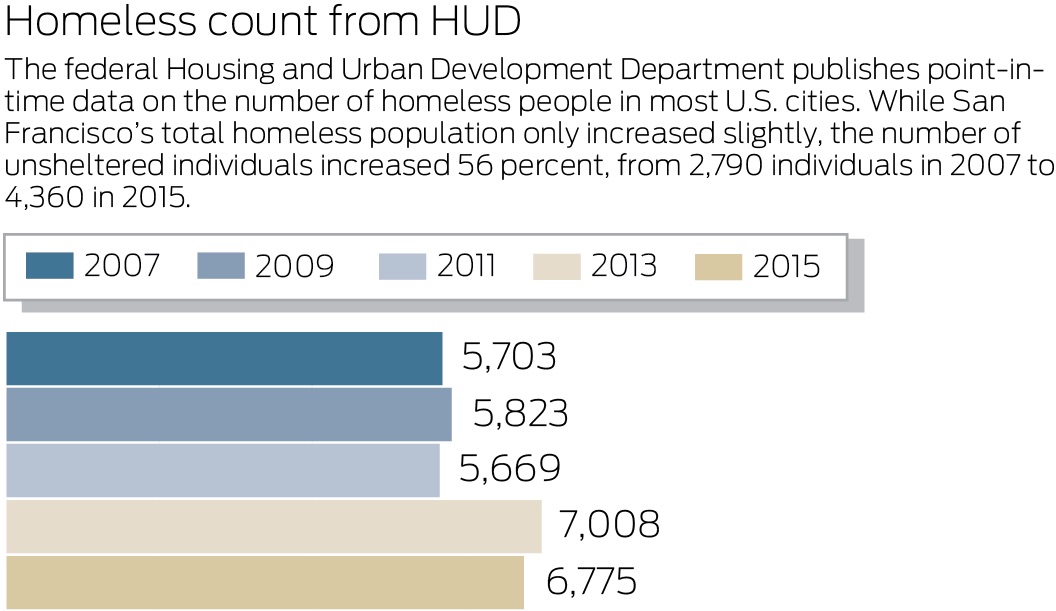 Homeless count from HUD
The federal Housing and Urban Development Department publishes point-in-
time data on the number of homeless people in most U.S. cities. While San
Francisco’s total homeless population only increased slightly, the number of
unsheltered individuals increased 56 percent, from 2,790 individuals in 2007 to
4,360 in 2015.
2007 2009 2011 2013 2015
5,703
5,823
5,669
7,008
6,775